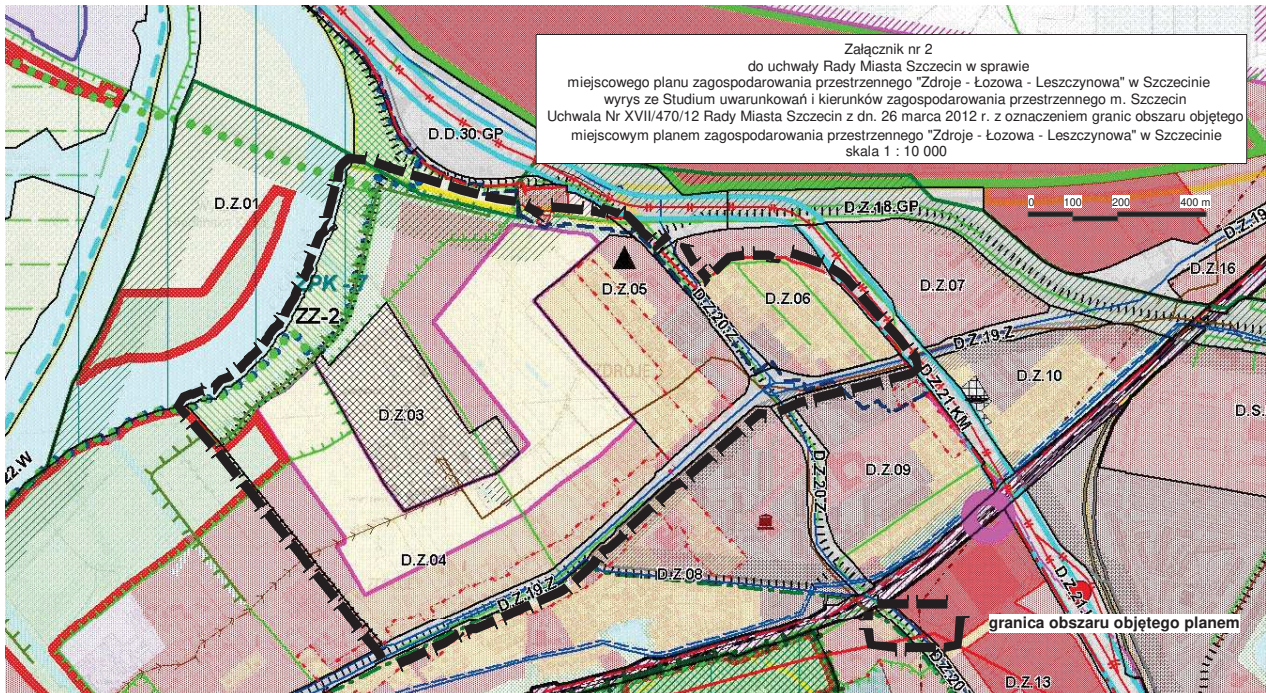 Załącznik nr 2
do uchwały Rady Miasta Szczecin w sprawie
miejscowego planu zagospodarowania przestrzennego "Zdroje - Łozowa - Leszczynowa" w Szczecinie
wyrys ze Studium uwarunkowań i kierunków zagospodarowania przestrzennego m. Szczecin
Uchwala Nr XVII/470/12 Rady Miasta Szczecin z dn. 26 marca 2012 r. z oznaczeniem granic obszaru objętego
miejscowym planem zagospodarowania przestrzennego "Zdroje - Łozowa - Leszczynowa" w Szczecinie
skala 1 : 10 000
D.D.30.GP
D.Z.01
D.Z.18.GP
0 100 200 400 m
D.Z.19
D.Z.16
D.Z.07
D.Z.05
D.Z.06
ZPK - 7
ZZ-2
D.Z.20.Z
D.Z.19.Z
D.Z.10
D.Z.21.KM
D.Z.03
D.S.
22.W
D.Z.09
D.Z.20.Z
D.Z.04
D.Z.08
D.Z.19.Z
D.Z.21
granica obszaru objętego planem
D.Z.13